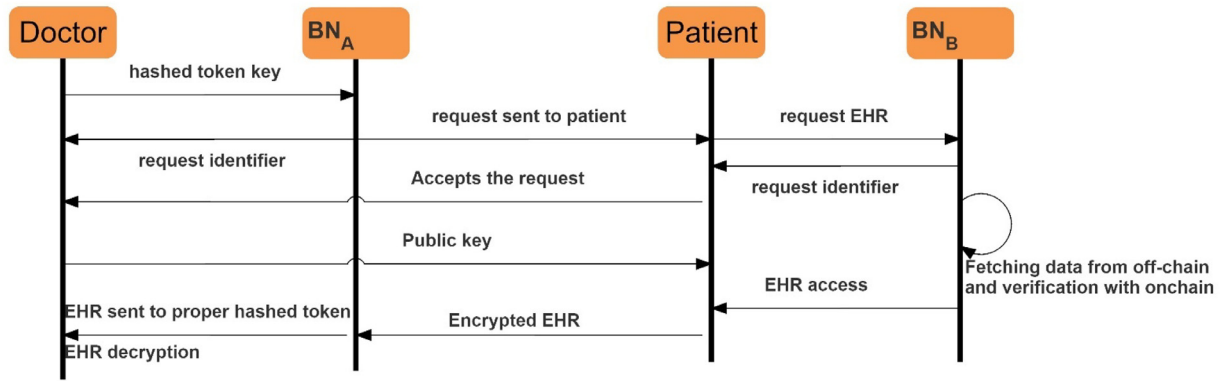 Doctor
BN_A
Patient
BN_B
hashed token key
request sent to patient
request EHR
request identifier
Accepts the request
request identifier
Public key
Fetching data from off-chain
and verification with onchain
EHR access
EHR sent to proper hashed token
Encrypted EHR
EHR decryption